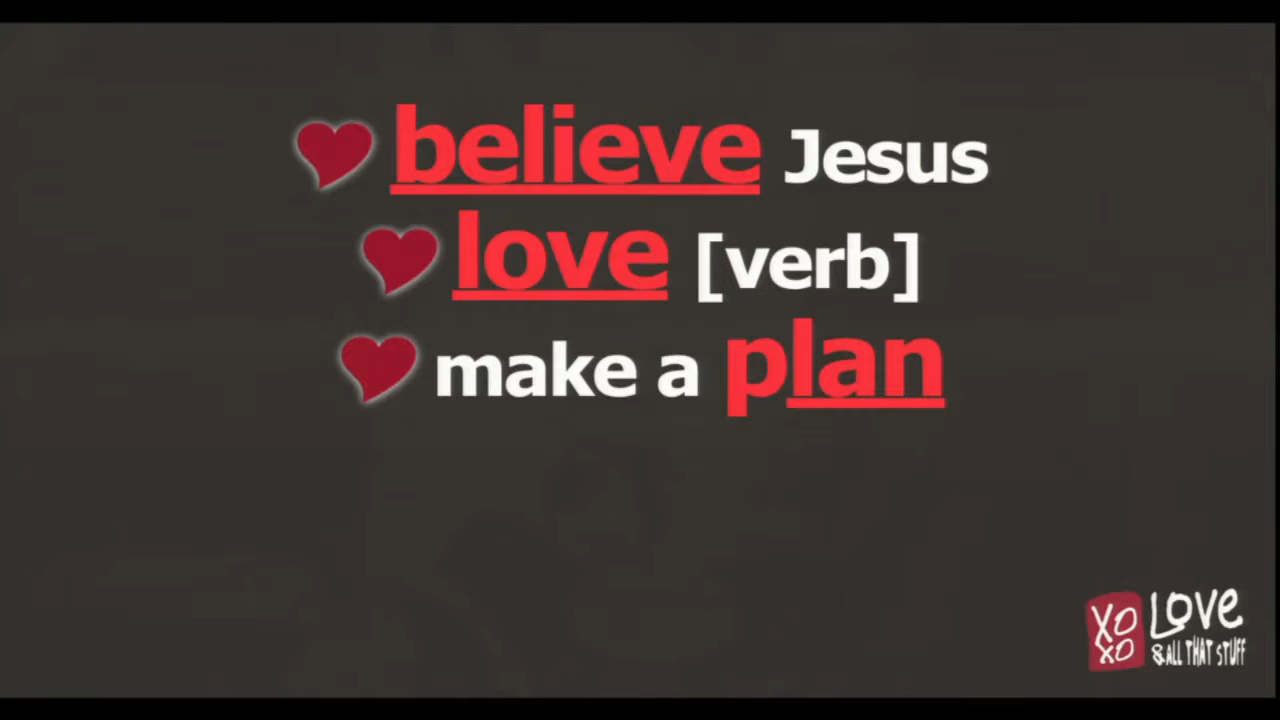 believe Jesus
love [verb]
make a plan
XO LOVE
XO &ALL THAT STUFF